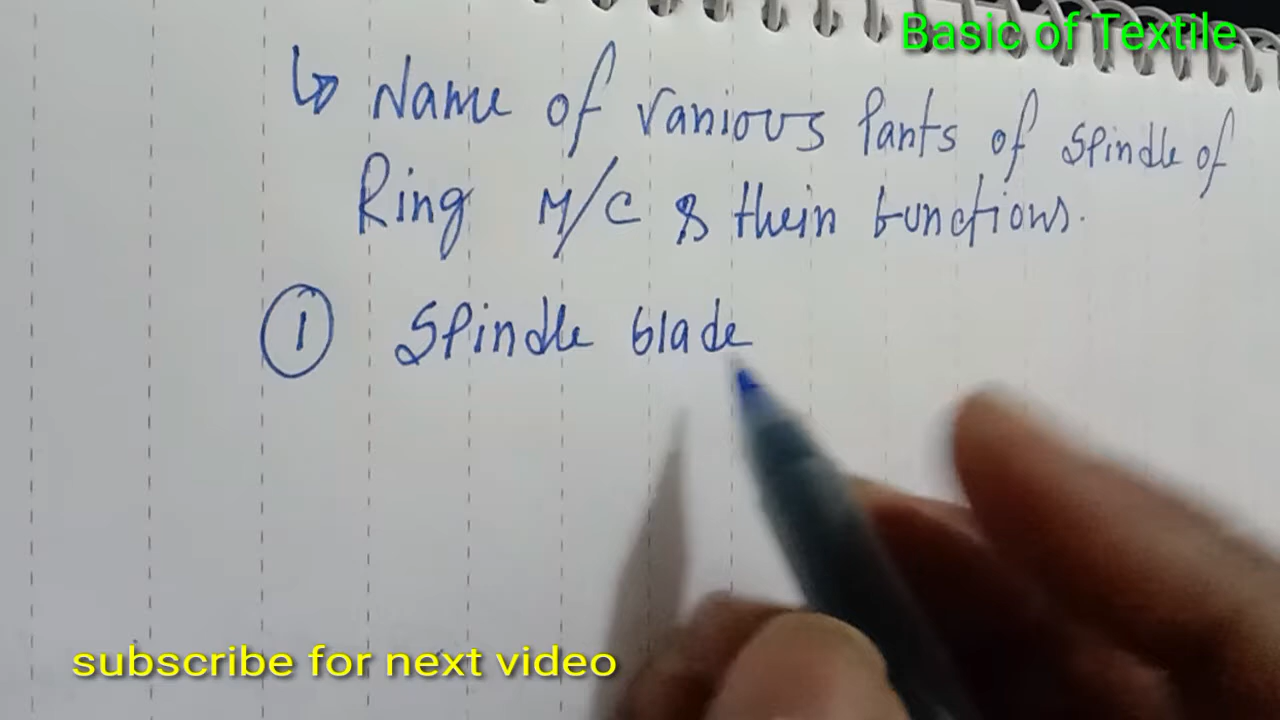 Basic of Textile
↳ Name of various Parts of Spindle of
Ring M/C & their functions.
① Spindle blade
subscribe for next video